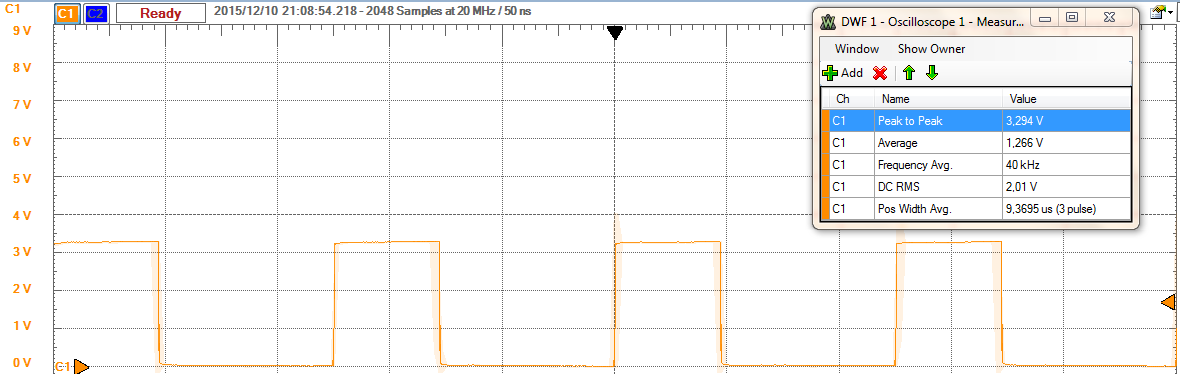 C1 C1 C2 Ready 2015/12/10 21:08:54.218 - 2048 Samples at 20 MHz / 50 ns
9 V
8 V
7 V
6 V
5 V
4 V
3 V
2 V
1 V
0 V
C1
DWF 1 - Oscilloscope 1 - Measur...
Window Show Owner
Add
Ch Name Value
C1 Peak to Peak 3,294 V
C1 Average 1,266 V
C1 Frequency Avg. 40 kHz
C1 DC RMS 2,01 V
C1 Pos Width Avg. 9,3695 us (3 pulse)